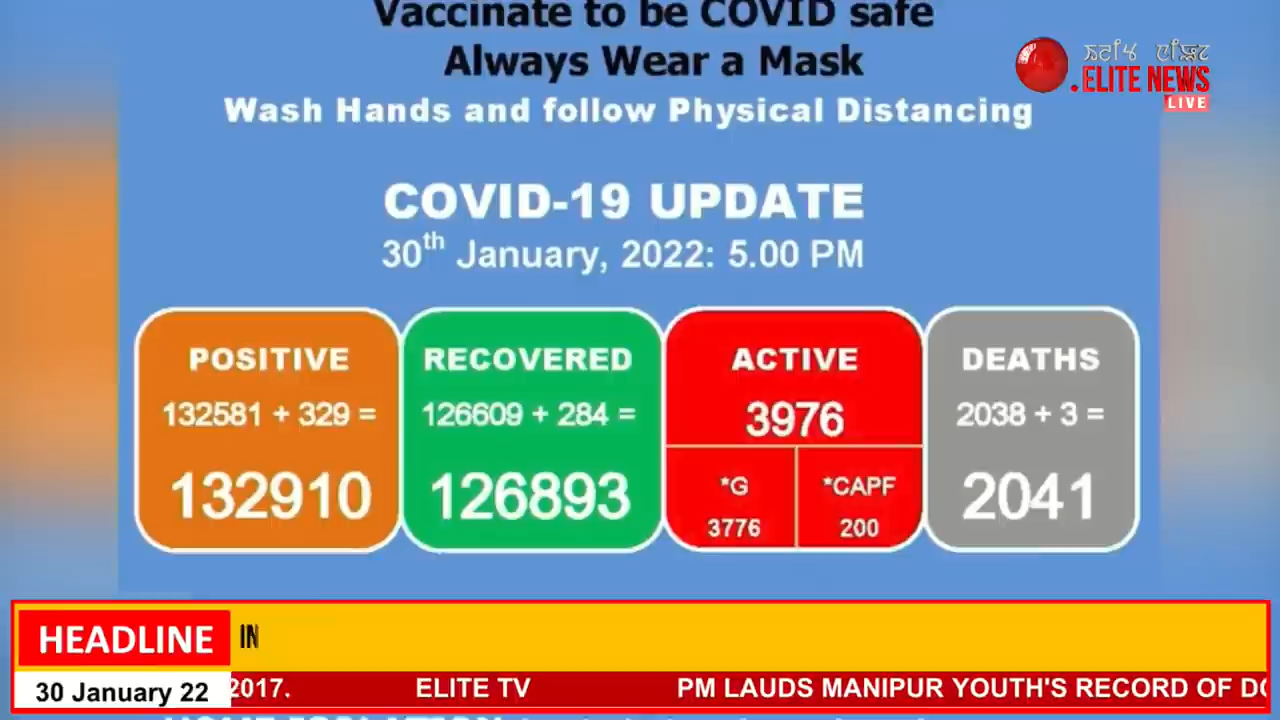 Vaccinate to be COVID safe
Always Wear a Mask
Wash Hands and follow Physical Distancing
.ELITE NEWS
LIVE
COVID-19 UPDATE
30th January, 2022: 5.00 PM
POSITIVE
132581 + 329 =
132910
RECOVERED
126609 + 284 =
126893
ACTIVE
3976
*G
3776
*CAPF
200
DEATHS
2038 + 3 =
2041
HEADLINE
IN
30 January 22
2017. ELITE TV PM LAUDS MANIPUR YOUTH'S RECORD OF